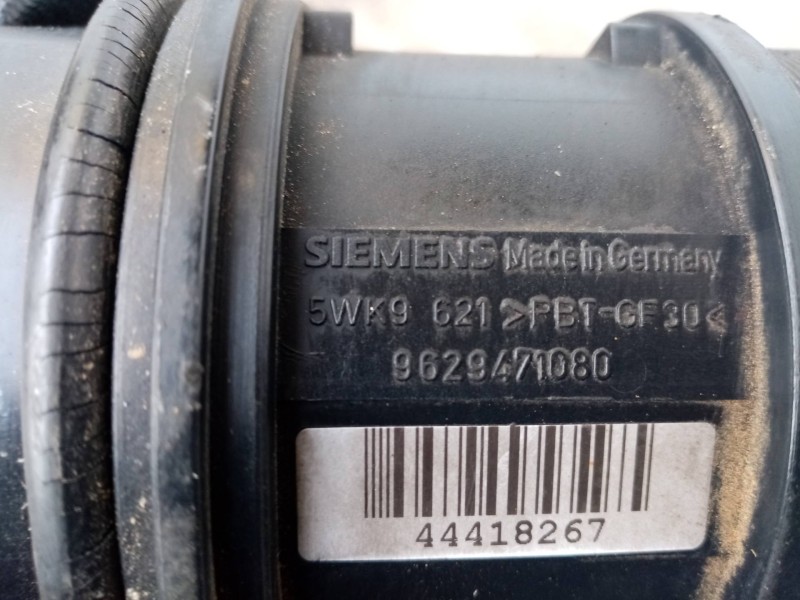 SIEMENS Made in Germany
5WK9 621 >PBT-GF30<
9629471080
44418267